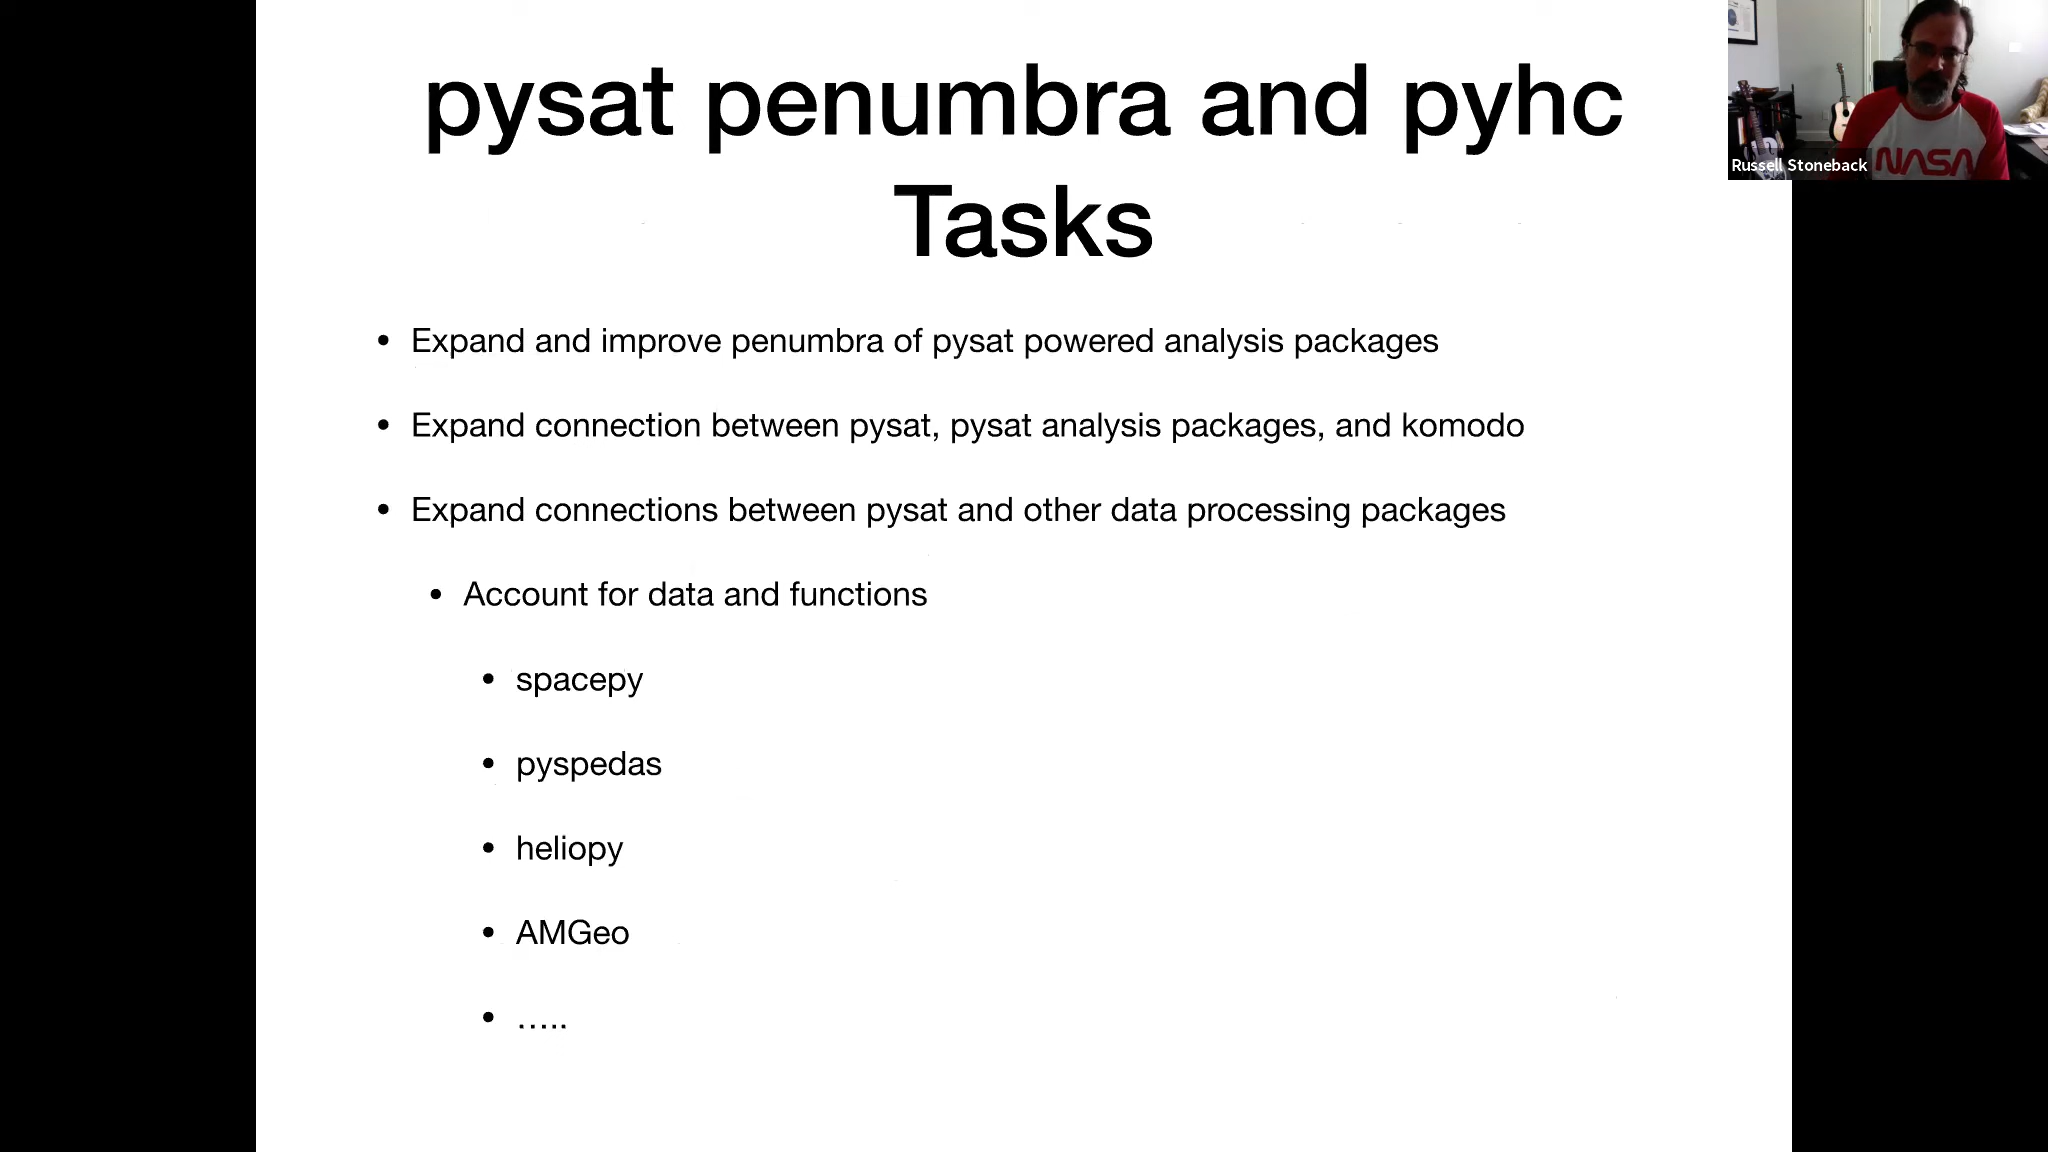 pysat penumbra and pyhc
Tasks
• Expand and improve penumbra of pysat powered analysis packages
• Expand connection between pysat, pysat analysis packages, and komodo
• Expand connections between pysat and other data processing packages
• Account for data and functions
• spacepy
• pyspedas
• heliopy
• AMGeo
• .....
Russell Stoneback
NASA